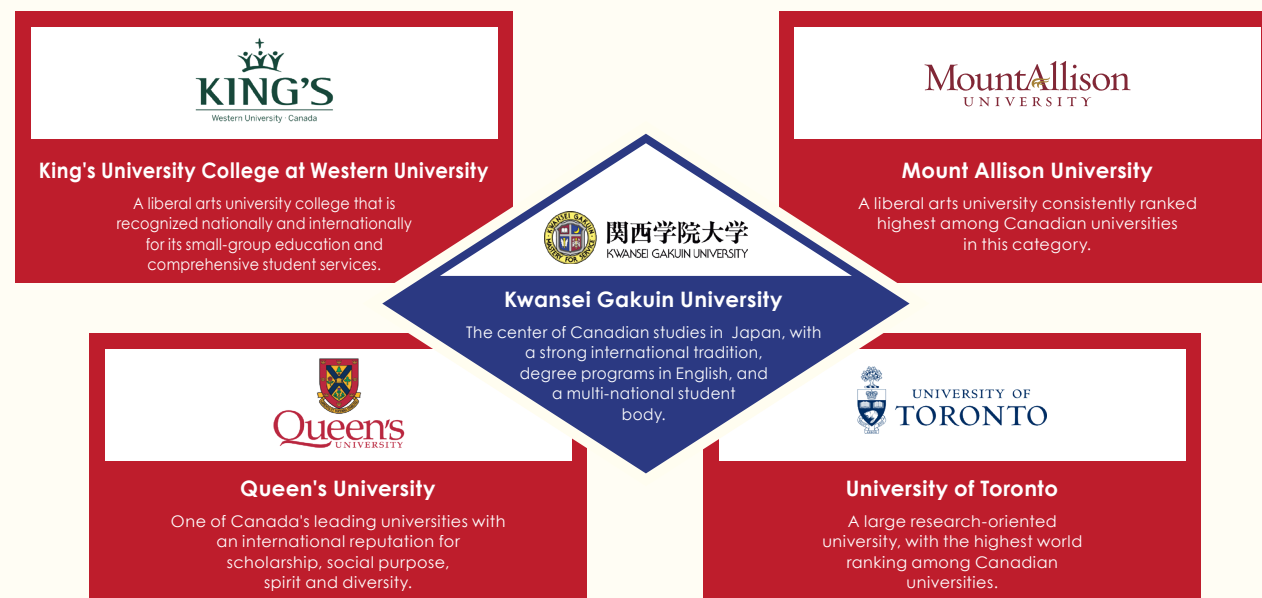 KING'S
Western University · Canada
King's University College at Western University
A liberal arts university college that is
recognized nationally and internationally
for its small-group education and
comprehensive student services.
MountAllison
UNIVERSITY
Mount Allison University
A liberal arts university consistently ranked
highest among Canadian universities
in this category.
KWANSEI GAKUIN
MASTERY FOR SERVICE
関西学院大学
KWANSEI GAKUIN UNIVERSITY
Kwansei Gakuin University
The center of Canadian studies in Japan, with
a strong international tradition,
degree programs in English, and
a multi-national student
body.
Queen's
UNIVERSITY
Queen's University
One of Canada's leading universities with
an international reputation for
scholarship, social purpose,
spirit and diversity.
UNIVERSITY OF
TORONTO
University of Toronto
A large research-oriented
university, with the highest world
ranking among Canadian
universities.